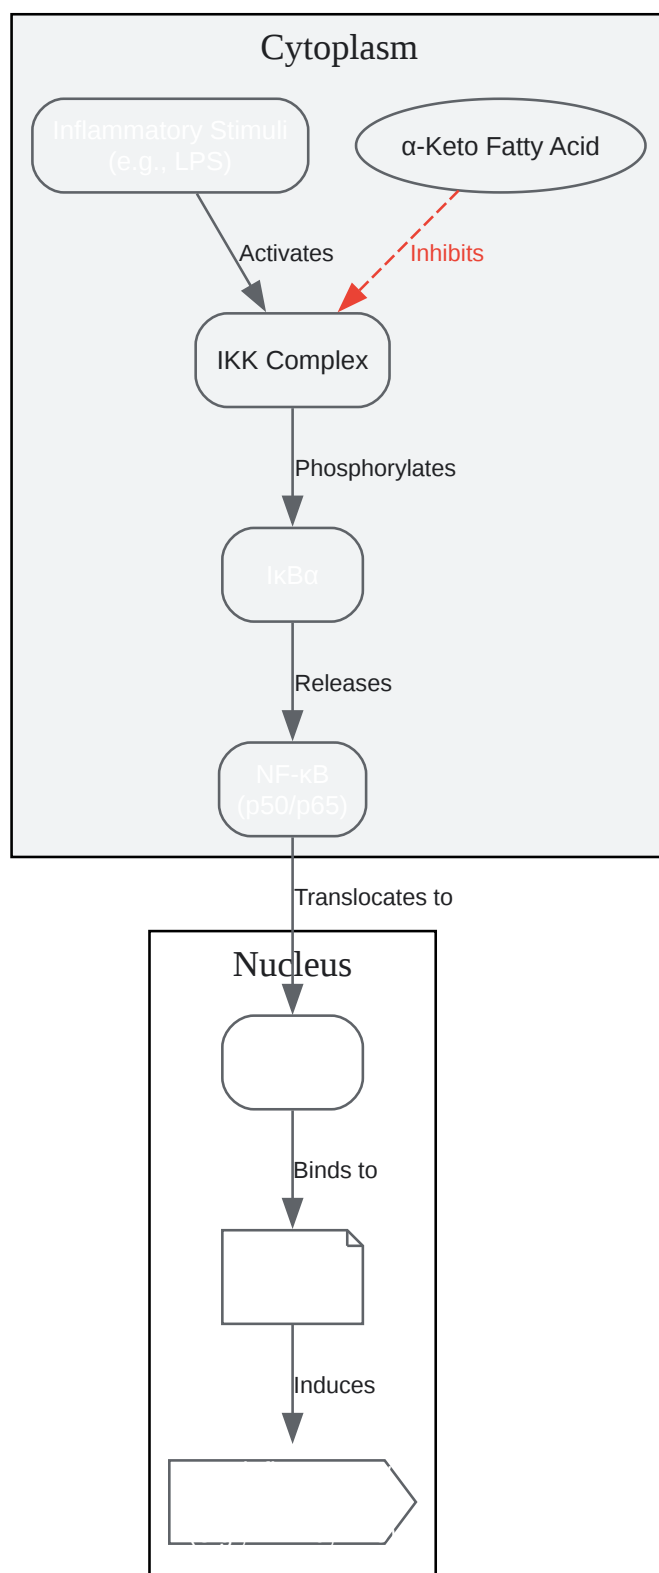 Cytoplasm
Inflammatory Stimuli
(e.g., LPS)
α-Keto Fatty Acid
Activates
Inhibits
IKK Complex
Phosphorylates
IκBα
Releases
NF-κB
(p50/p65)
Translocates to
Nucleus
Binds to
Induces